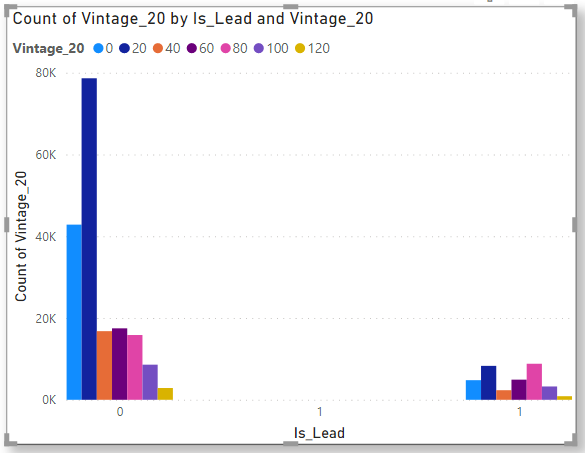 Count of Vintage_20 by Is_Lead and Vintage_20
Vintage_20 0 20 40 60 80 100 120
80K
60K
40K
20K
0K
Count of Vintage_20
0 1 1
Is_Lead